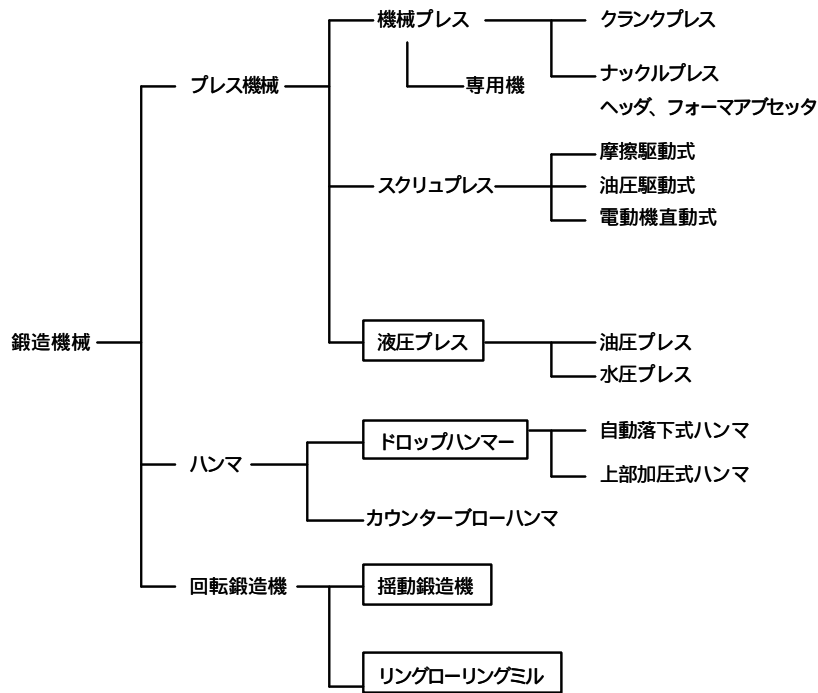 機械プレス
クランクプレス
ナックルプレス
プレス機械
専用機
ヘッダ、フォーマアプセッタ
摩擦駆動式
スクリュプレス
油圧駆動式
電動機直動式
鍛造機械
液圧プレス
油圧プレス
水圧プレス
ドロップハンマー
自動落下式ハンマ
ハンマ
上部加圧式ハンマ
カウンターブローハンマ
回転鍛造機
揺動鍛造機
リングローリングミル